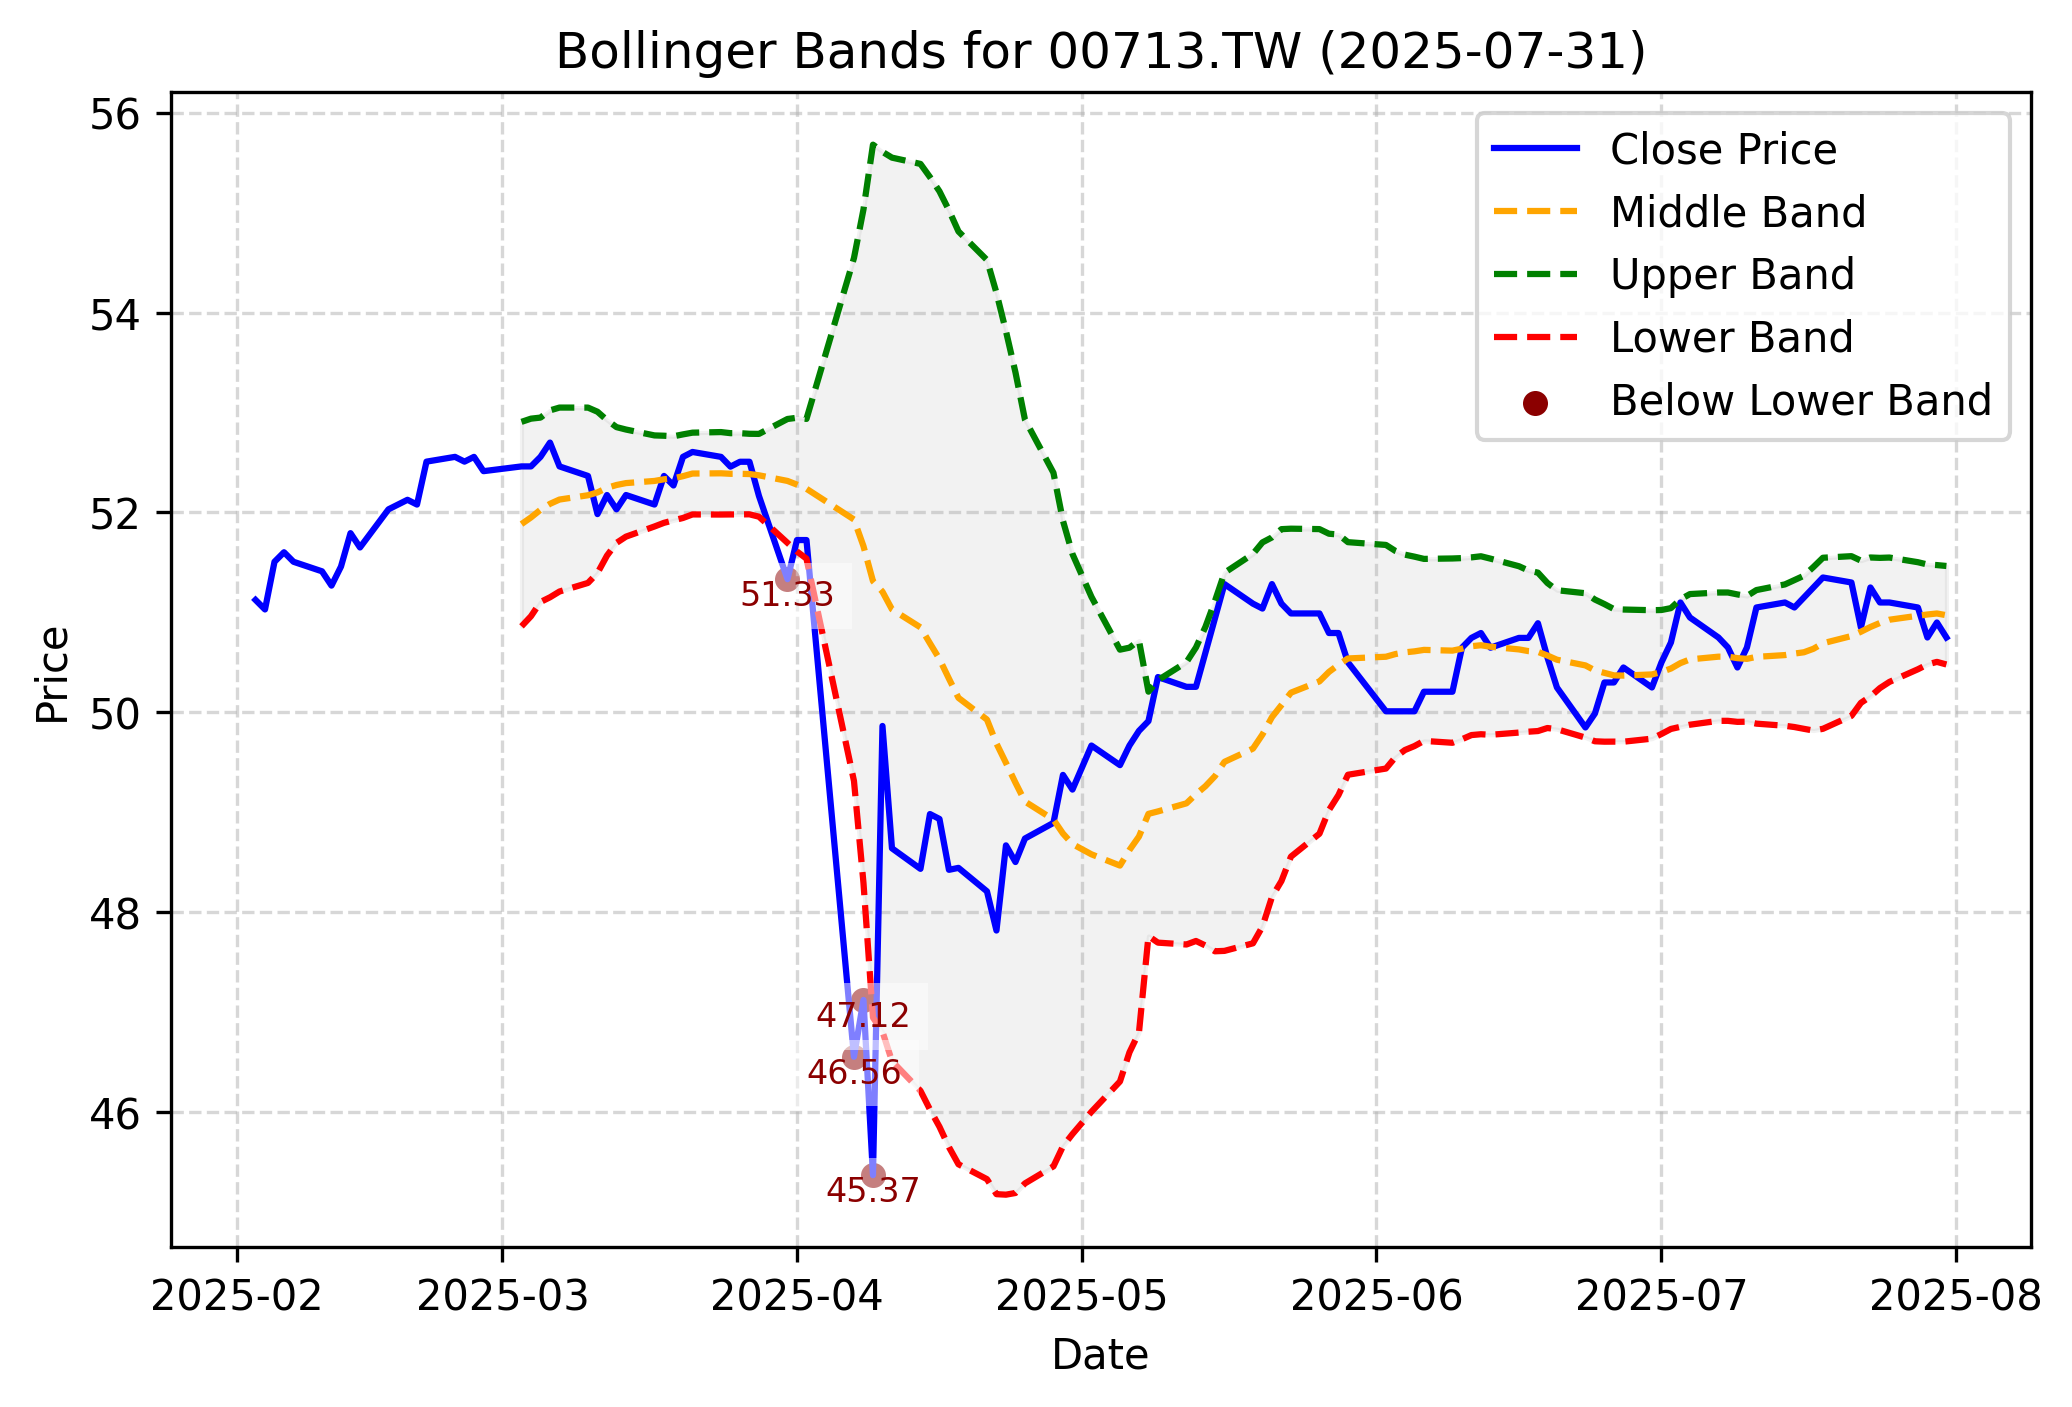 Bollinger Bands for 00713.TW (2025-07-31)
56
54
52
50
48
46
Price
Close Price
Middle Band
Upper Band
Lower Band
Below Lower Band
51.33
47.12
46.56
45.37
2025-02
2025-03
2025-04
2025-05
2025-06
2025-07
2025-08
Date